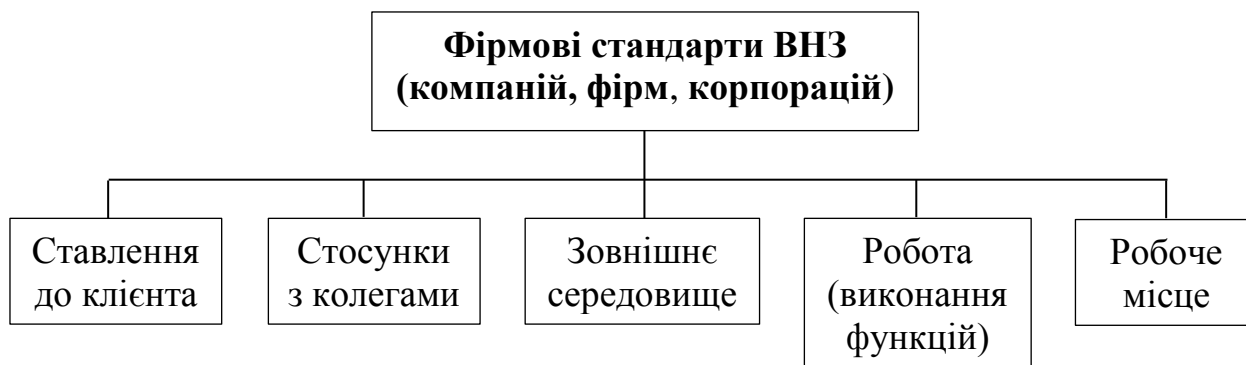 Фірмові стандарти ВНЗ
(компаній, фірм, корпорацій)
Ставлення
до клієнта
Стосунки
з колегами
Зовнішнє
середовище
Робота
(виконання
функцій)
Робоче
місце